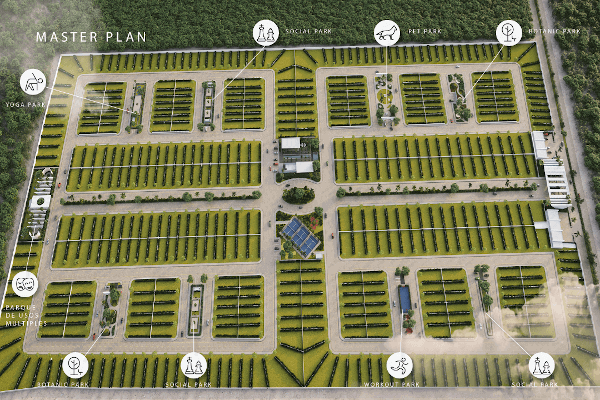 MASTER PLAN
SOCIAL PARK
PET PARK
BOTANIC PARK
YOGA PARK
PARQUE
DE USOS
MÚLTIPLES
BOTANIC PARK
SOCIAL PARK
WORKOUT PARK
SOCIAL PARK